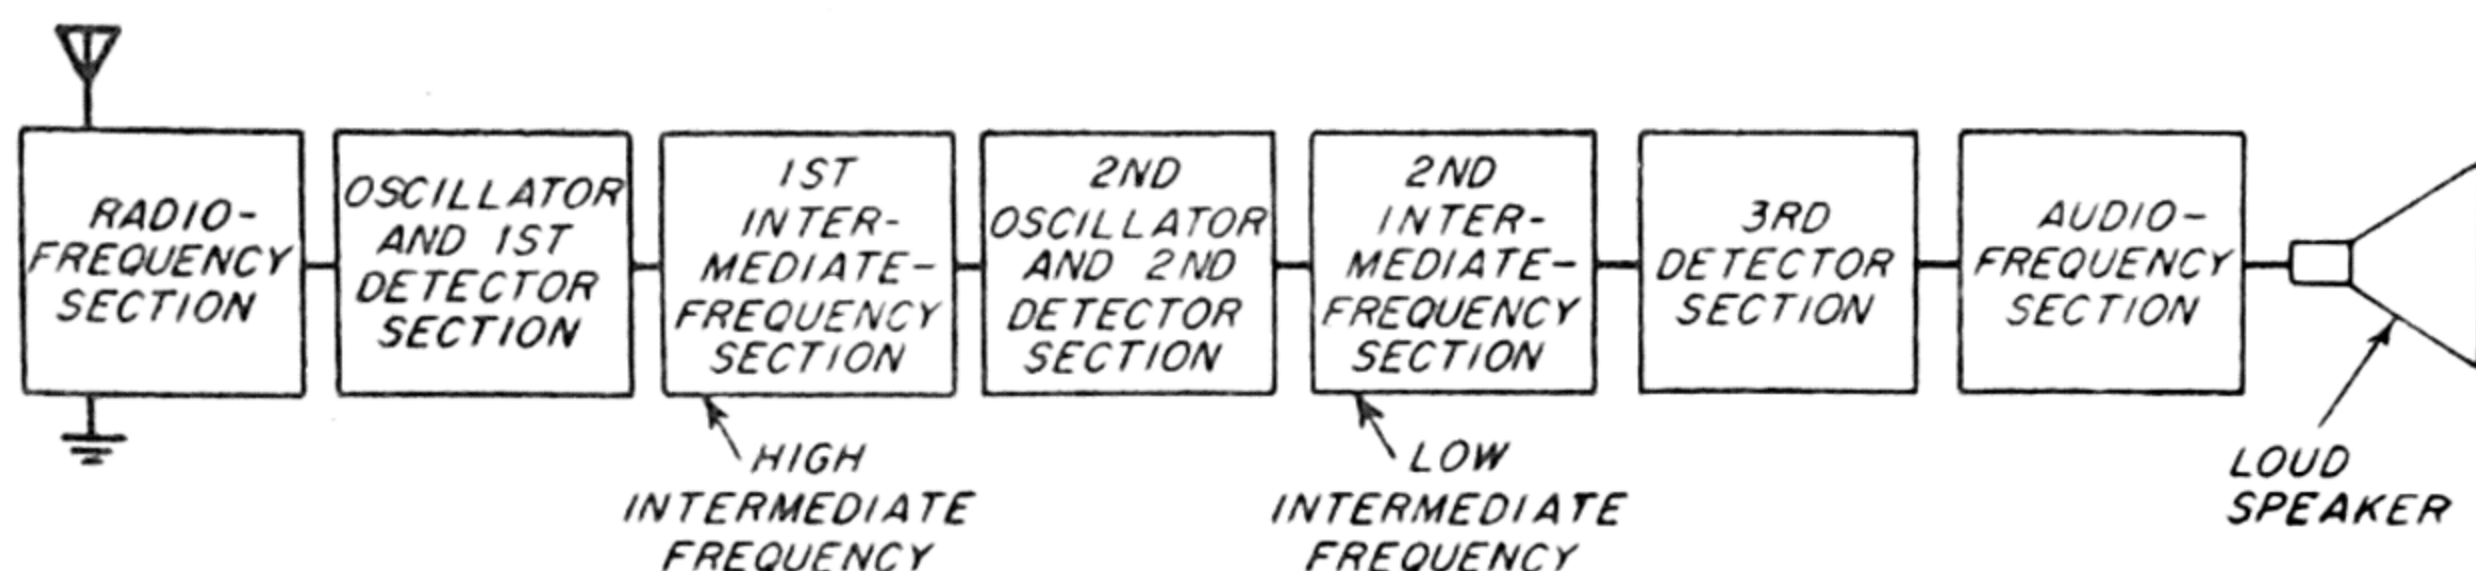 RADIO-
FREQUENCY
SECTION
OSCILLATOR
AND 1ST
DETECTOR
SECTION
1ST
INTER-
MEDIATE-
FREQUENCY
SECTION
2ND
OSCILLATOR
AND 2ND
DETECTOR
SECTION
2ND
INTER-
MEDIATE-
FREQUENCY
SECTION
3RD
DETECTOR
SECTION
AUDIO-
FREQUENCY
SECTION
HIGH
INTERMEDIATE
FREQUENCY
LOW
INTERMEDIATE
FREQUENCY
LOUD
SPEAKER